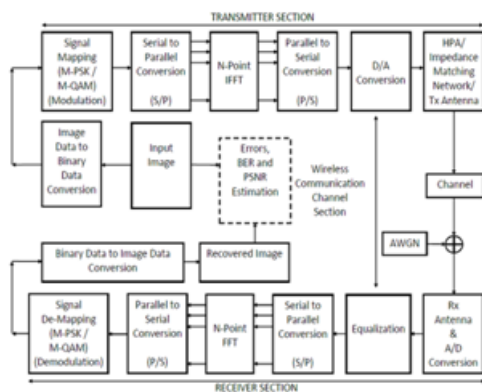 TRANSMITTER SECTION
Signal
Mapping
(M-PSK /
M-QAM)
(Modulation)
Serial to
Parallel
Conversion
(S/P)
N-Point
IFFT
Parallel to
Serial
Conversion
(P/S)
D/A
Conversion
HPA/
Impedance
Matching
Network/
Tx Antenna
Image
Data to
Binary
Data
Conversion
Input
Image
Errors,
BER and
PSNR
Estimation
Wireless
Communication
Channel
Section
Channel
AWGN
Binary Data to Image Data
Conversion
Recovered Image
Signal
De-Mapping
(M-PSK /
M-QAM)
(Demodulation)
Parallel to
Serial
Conversion
(P/S)
N-Point
FFT
Serial to
Parallel
Conversion
(S/P)
Equalization
Rx
Antenna
&
A/D
Conversion
RECEIVER SECTION